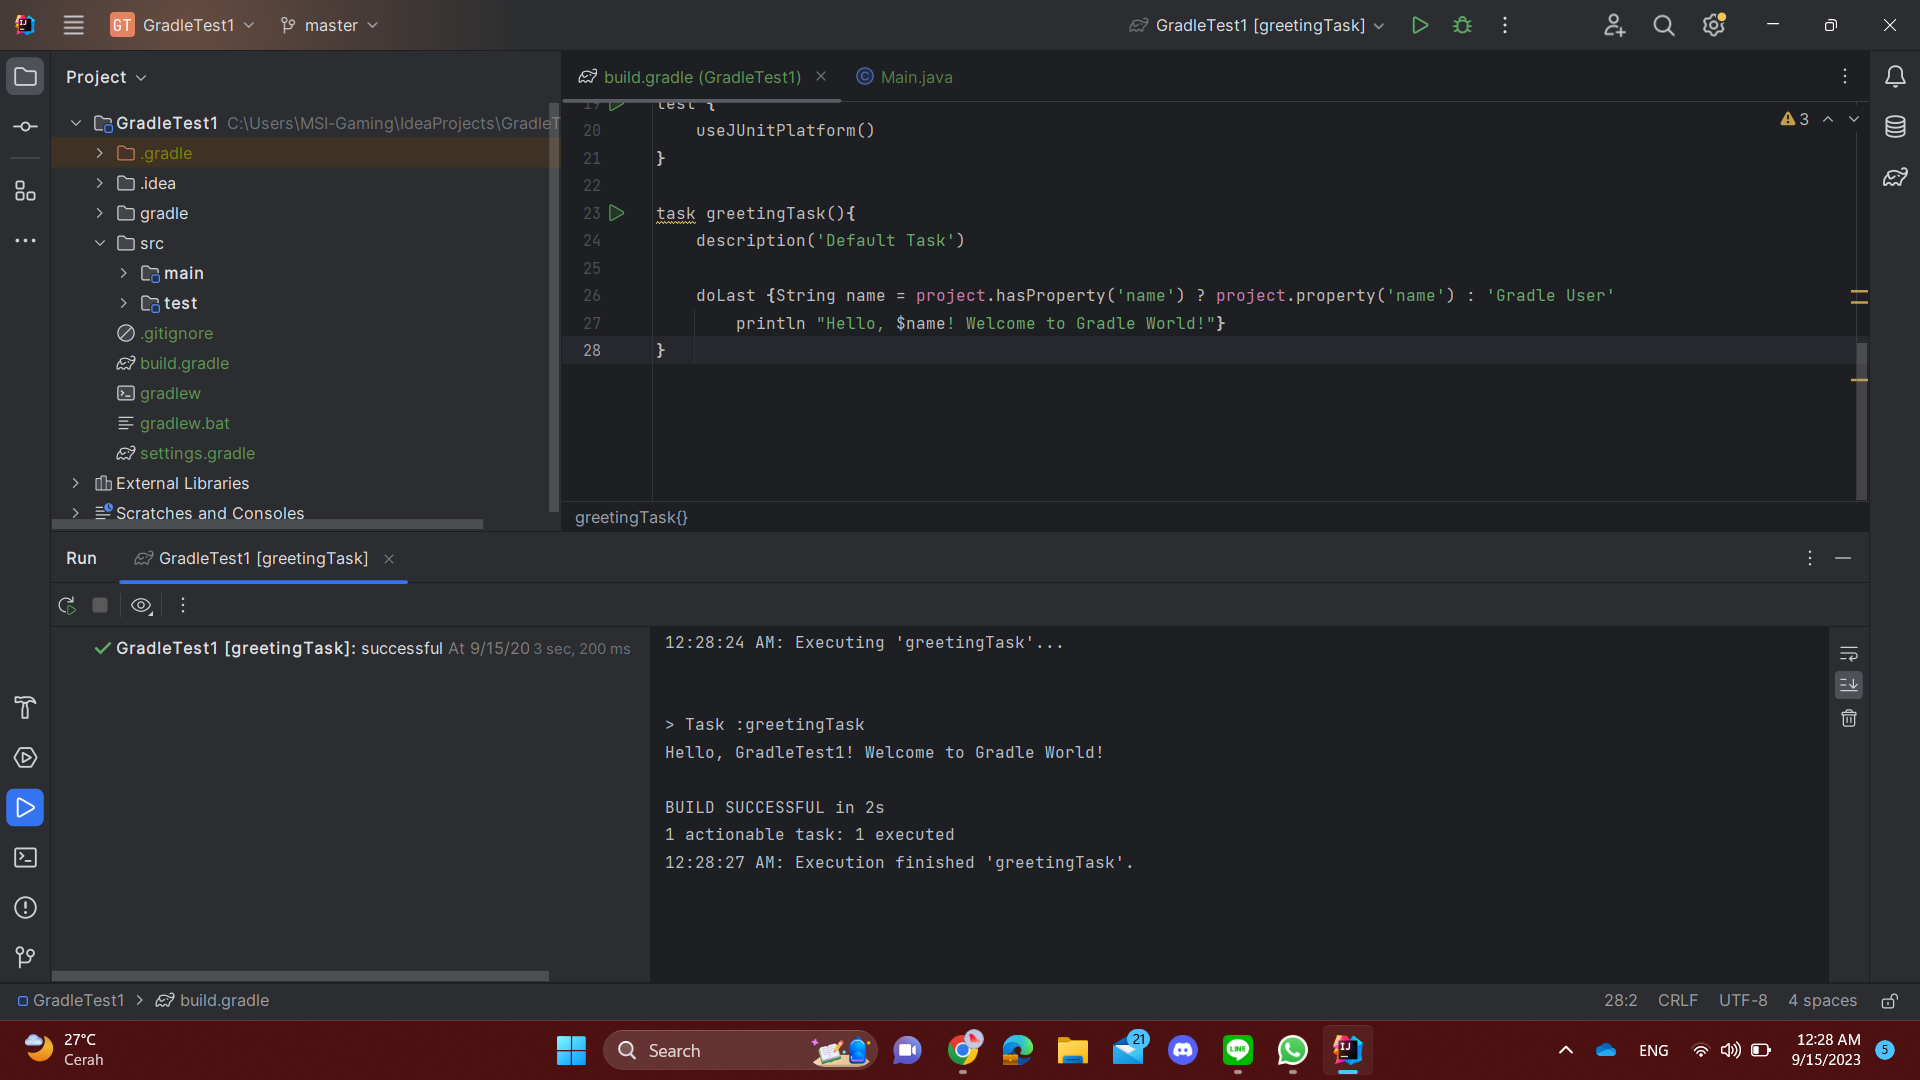 GT GradleTest1 master GradleTest1 [greetingTask]
Project
build.gradle (GradleTest1) Main.java
GradleTest1 C:\Users\MSI-Gaming\IdeaProjects\GradleT
.gradle
.idea
gradle
src
main
test
.gitignore
build.gradle
gradlew
gradlew.bat
settings.gradle
External Libraries
Scratches and Consoles
3
19 test {
20 useJUnitPlatform()
21 }
22
23 task greetingTask(){
24 description('Default Task')
25
26 doLast {String name = project.hasProperty('name') ? project.property('name') : 'Gradle User'
27 println "Hello, $name! Welcome to Gradle World!"}
28 }
greetingTask{}
Run GradleTest1 [greetingTask]
GradleTest1 [greetingTask]: successful At 9/15/20 3 sec, 200 ms
12:28:24 AM: Executing 'greetingTask'...
> Task :greetingTask
Hello, GradleTest1! Welcome to Gradle World!
BUILD SUCCESSFUL in 2s
1 actionable task: 1 executed
12:28:27 AM: Execution finished 'greetingTask'.
GradleTest1 > build.gradle
28:2 CRLF UTF-8 4 spaces
27°C
Cerah
Search
21
LINE
ENG
12:28 AM
9/15/2023
5